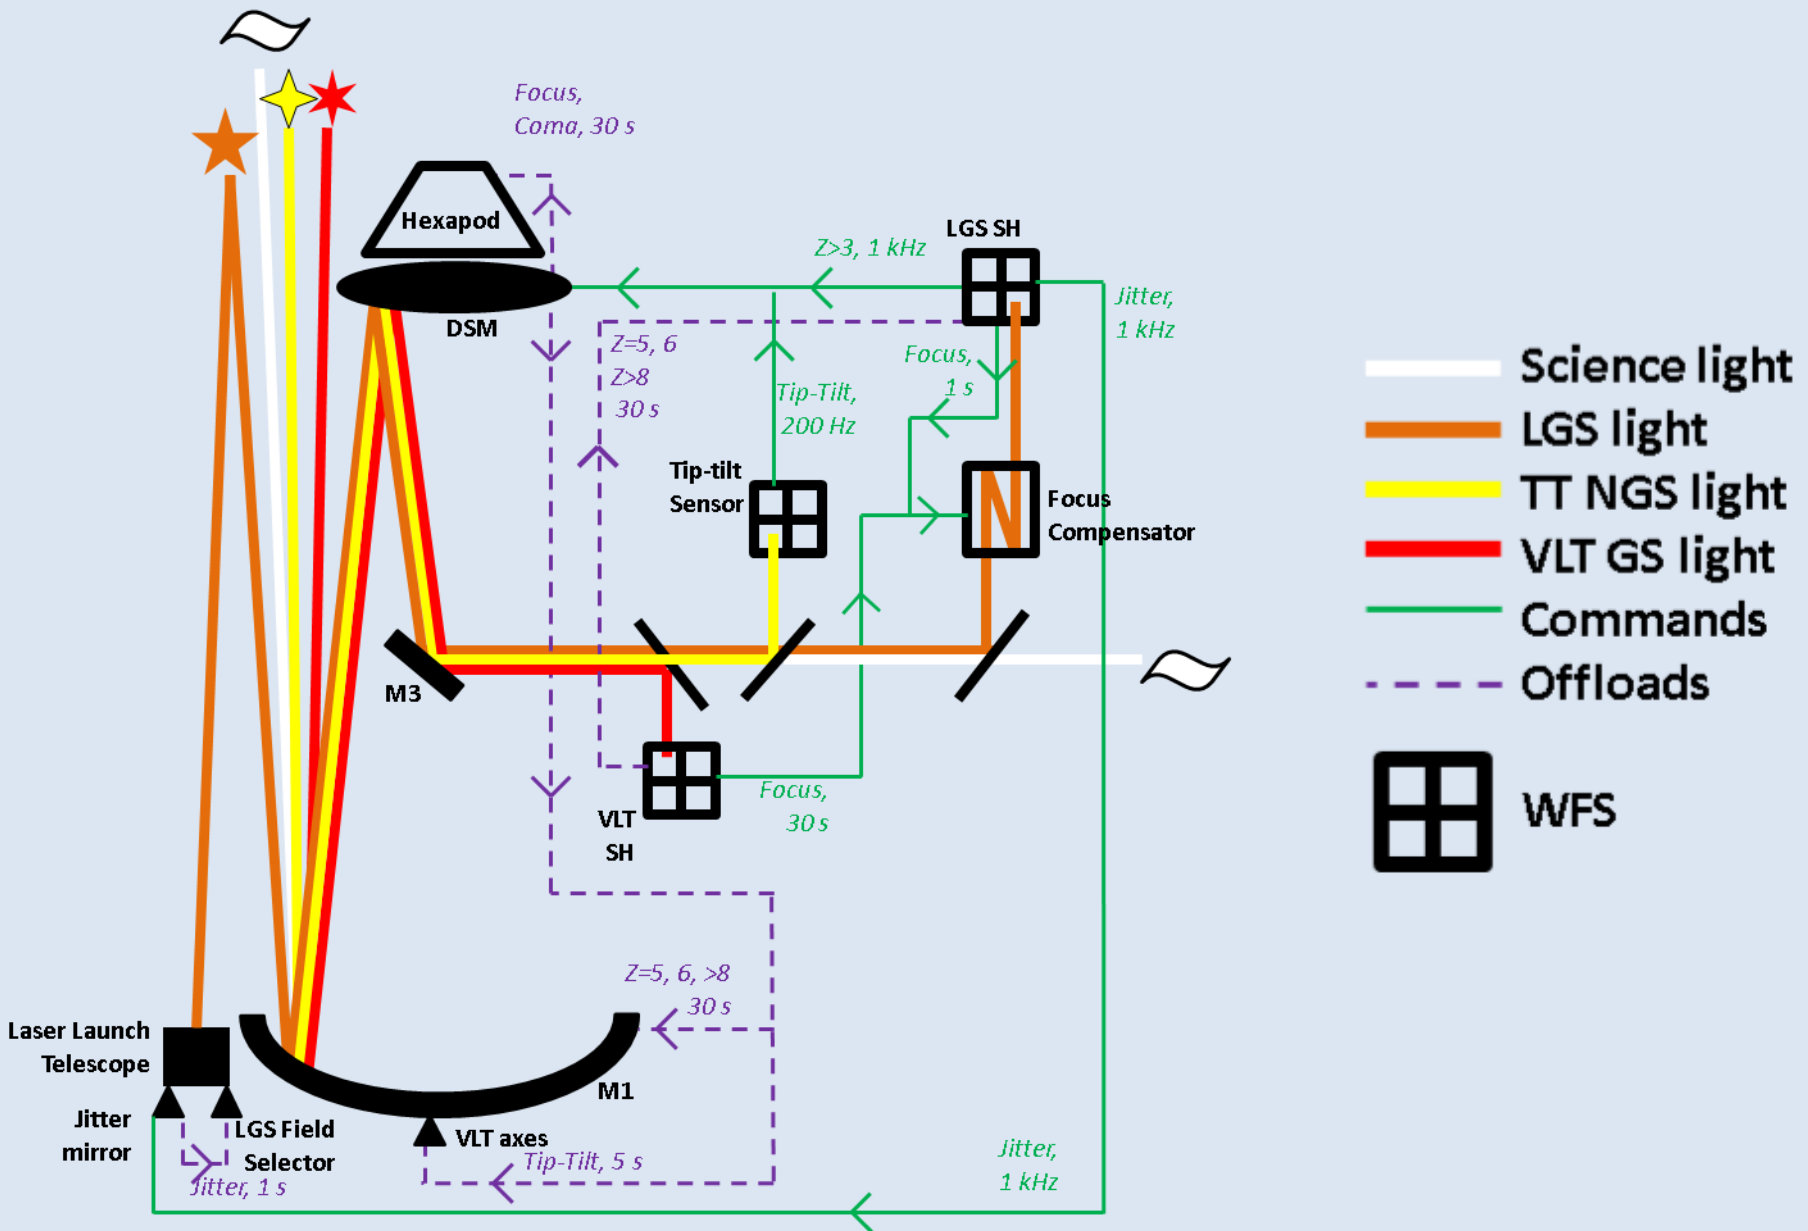 Focus,
Coma, 30 s
Hexapod
DSM
Z>3, 1 kHz
LGS SH
Jitter,
1 kHz
Z=5, 6
Z>8
30 s
Focus,
1 s
Tip-Tilt,
200 Hz
Tip-tilt
Sensor
Focus
Compensator
M3
VLT
SH
Focus,
30 s
Z=5, 6, >8
30 s
Laser Launch
Telescope
M1
Jitter
mirror
LGS Field
Selector
Jitter, 1 s
VLT axes
Tip-Tilt, 5 s
Jitter,
1 kHz
Science light
LGS light
TT NGS light
VLT GS light
Commands
Offloads
WFS